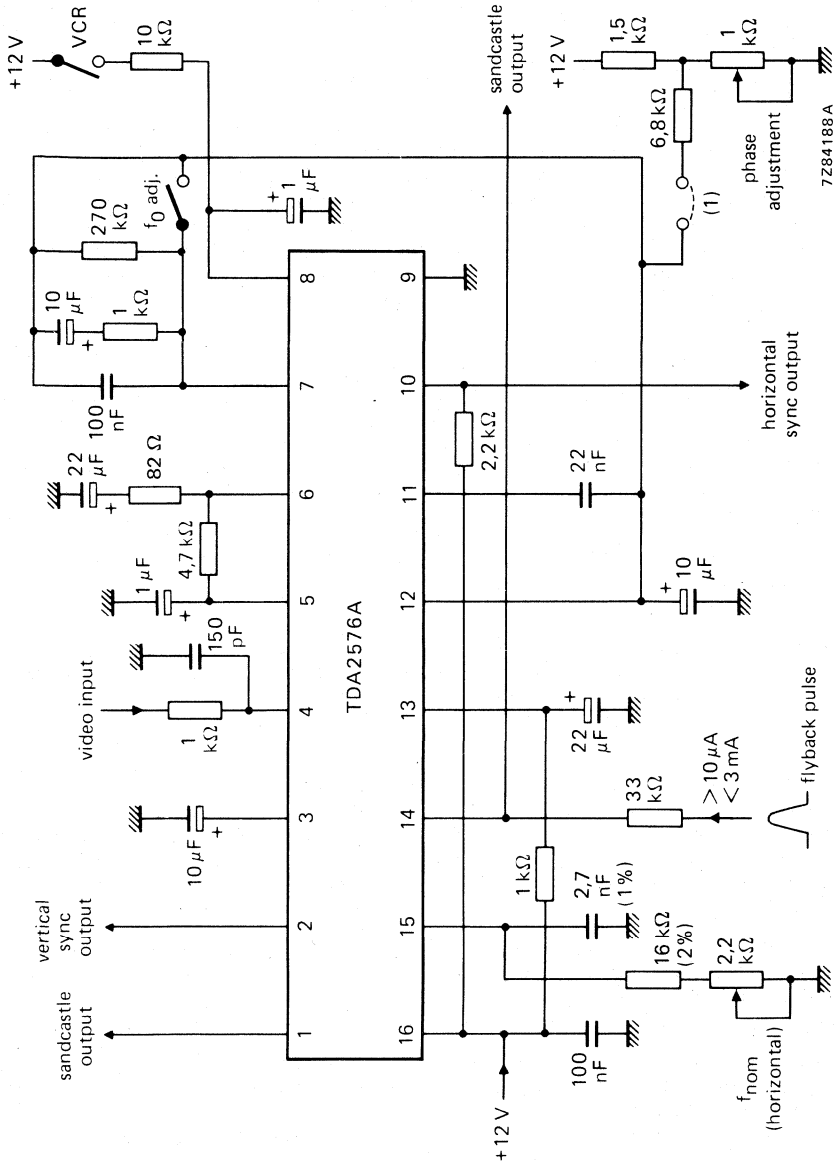 +12 V
VCR
10
kΩ
270
kΩ
f0 adj.
10
μF
+
1
kΩ
100
nF
+
1
μF
22
μF
+
82 Ω
4,7 kΩ
1 μF
+
150
pF
video input
1
kΩ
10 μF
+
vertical
sync
output
sandcastle
output
1
2
3
4
5
6
7
8
TDA2576A
16
15
14
13
12
11
10
9
+12 V
100
nF
fnom
(horizontal)
16 kΩ
(2%)
2,2
kΩ
2,7
nF
(1%)
1 kΩ
33
kΩ
> 10 μA
< 3 mA
flyback pulse
+
22
μF
+
10
μF
22
nF
2,2 kΩ
horizontal
sync output
sandcastle
output
+12 V
1,5
kΩ
6,8 kΩ
(1)
1
kΩ
phase
adjustment
7Z84188A